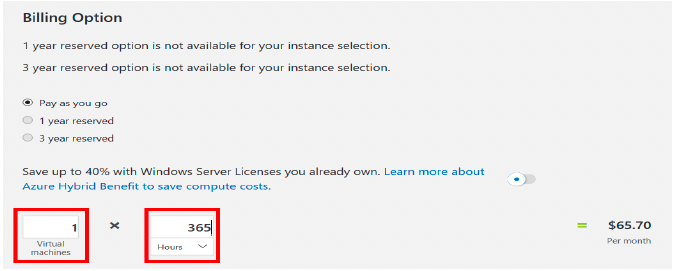 Billing Option
1 year reserved option is not available for your instance selection.
3 year reserved option is not available for your instance selection.
Pay as you go
1 year reserved
3 year reserved
Save up to 40% with Windows Server Licenses you already own. Learn more about
Azure Hybrid Benefit to save compute costs.
1 × 365 = $65.70
Virtual machines
Hours
Per month